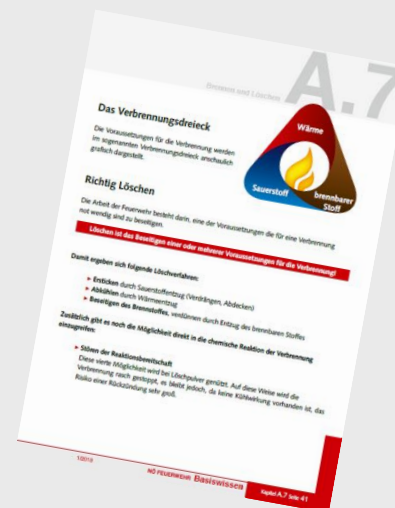 A.7
Brennen und Löschen
Das Verbrennungsdreieck
Die Voraussetzungen für die Verbrennung werden
im sogenannten Verbrennungsdreieck anschaulich
grafisch dargestellt.
Wärme
Sauerstoff
brennbarer
Stoff
Richtig Löschen
Die Arbeit der Feuerwehr besteht darin, eine der Voraussetzungen die für eine Verbrennung
not wendig sind zu beseitigen.
Löschen ist das Beseitigen einer oder mehrerer Voraussetzungen für die Verbrennung!
Damit ergeben sich folgende Löschverfahren:
▸ Ersticken durch Sauerstoffentzug (Verdrängen, Abdecken)
▸ Abkühlen durch Wärmeentzug
▸ Beseitigen des Brennstoffes, verdünnen durch Entzug des brennbaren Stoffes
Zusätzlich gibt es noch die Möglichkeit direkt in die chemische Reaktion der Verbrennung
einzugreifen:
▸ Stören der Reaktionsbereitschaft
Diese vierte Möglichkeit wird bei Löschpulver genützt. Auf diese Weise wird die
Verbrennung rasch gestoppt, es bleibt jedoch, da keine Kühlwirkung vorhanden ist, das
Risiko einer Rückzündung sehr groß.
1/2019
NÖ FEUERWEHR Basiswissen
Kapitel A.7 Seite 41